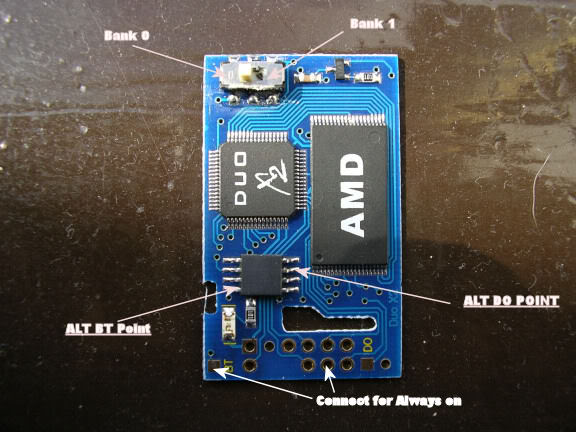 Bank 0
Bank 1
DUO
X2
AMD
ALT DO POINT
ALT BT Point
Duo X
BT
DO
Connect for Always on